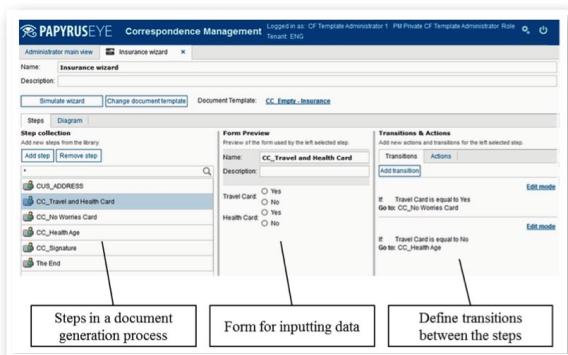 PAPYRUSEYE Correspondence Management
Logged in as: CF Template Administrator 1 PM Private CF Template Administrator Role
Tenant: ENG
Administrator main view Insurance wizard ×
Name: Insurance wizard
Description:
Simulate wizard Change document template Document Template: CC_Empty - Insurance
Steps Diagram
Step collection
Add new steps from the library.
Add step Remove step
*
CUS_ADDRESS
CC_Travel and Health Card
CC_No Worries Card
CC_Health Age
CC_Signature
The End
Form Preview
Preview of the form used by the left selected step.
Name: CC_Travel and Health Card
Description:
Travel Card: Yes
No
Health Card: Yes
No
Transitions & Actions
Add new actions and transitions for the left selected step.
Transitions Actions
Add transition
Edit mode
If Travel Card is equal to Yes
Go to: CC_No Worries Card
Edit mode
If Travel Card is equal to No
Go to: CC_Health Age
Steps in a document
generation process
Form for inputting data
Define transitions
between the steps